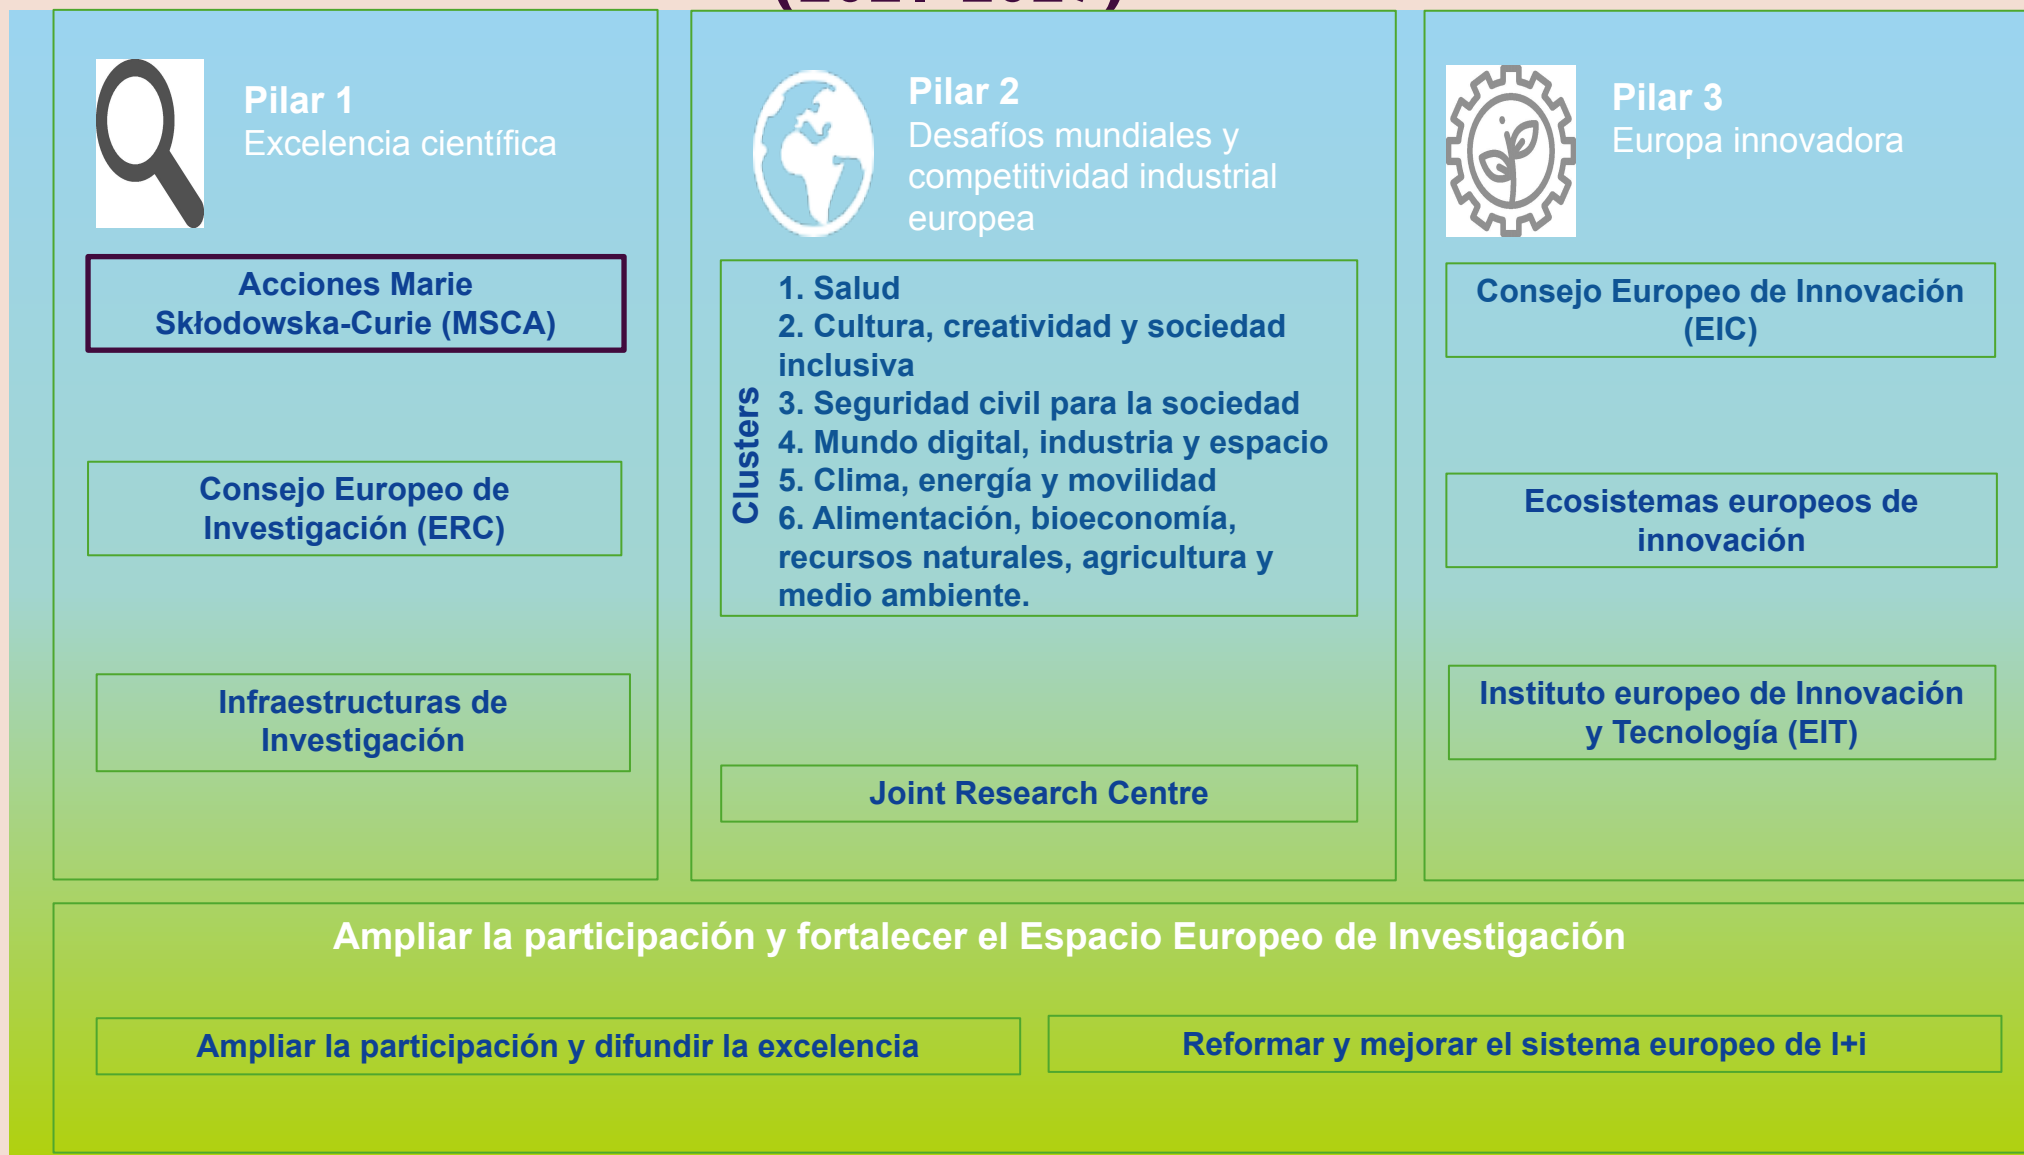 Pilar 1
Excelencia científica
Acciones Marie
Skłodowska-Curie (MSCA)
Consejo Europeo de
Investigación (ERC)
Infraestructuras de
Investigación
Pilar 2
Desafíos mundiales y
competitividad industrial
europea
Clusters
1. Salud
2. Cultura, creatividad y sociedad
inclusiva
3. Seguridad civil para la sociedad
4. Mundo digital, industria y espacio
5. Clima, energía y movilidad
6. Alimentación, bioeconomía,
recursos naturales, agricultura y
medio ambiente.
Joint Research Centre
Pilar 3
Europa innovadora
Consejo Europeo de Innovación
(EIC)
Ecosistemas europeos de
innovación
Instituto europeo de Innovación
y Tecnología (EIT)
Ampliar la participación y fortalecer el Espacio Europeo de Investigación
Ampliar la participación y difundir la excelencia
Reformar y mejorar el sistema europeo de I+i